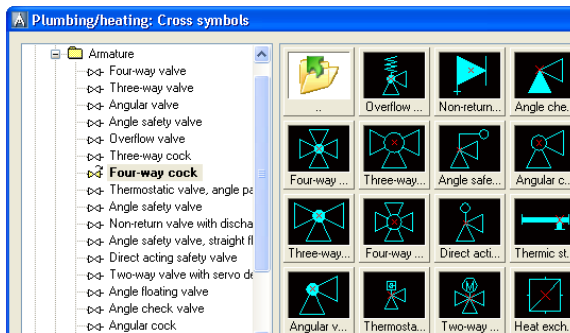 Plumbing/heating: Cross symbols
Armature
Four-way valve
Three-way valve
Angular valve
Angle safety valve
Overflow valve
Three-way cock
Four-way cock
Thermostatic valve, angle pa
Angle safety valve
Non-return valve with discha
Angle safety valve, straight fl
Direct acting safety valve
Two-way valve with servo de
Angle floating valve
Angle check valve
Angular cock
.. Overflow ... Non-return... Angle che.
Four-way ... Three-way... Angle safe... Angular c...
Three-way... Four-way ... Direct acti... Thermic st.
M
Angular v... Thermosta... Two-way ... Heat exch,